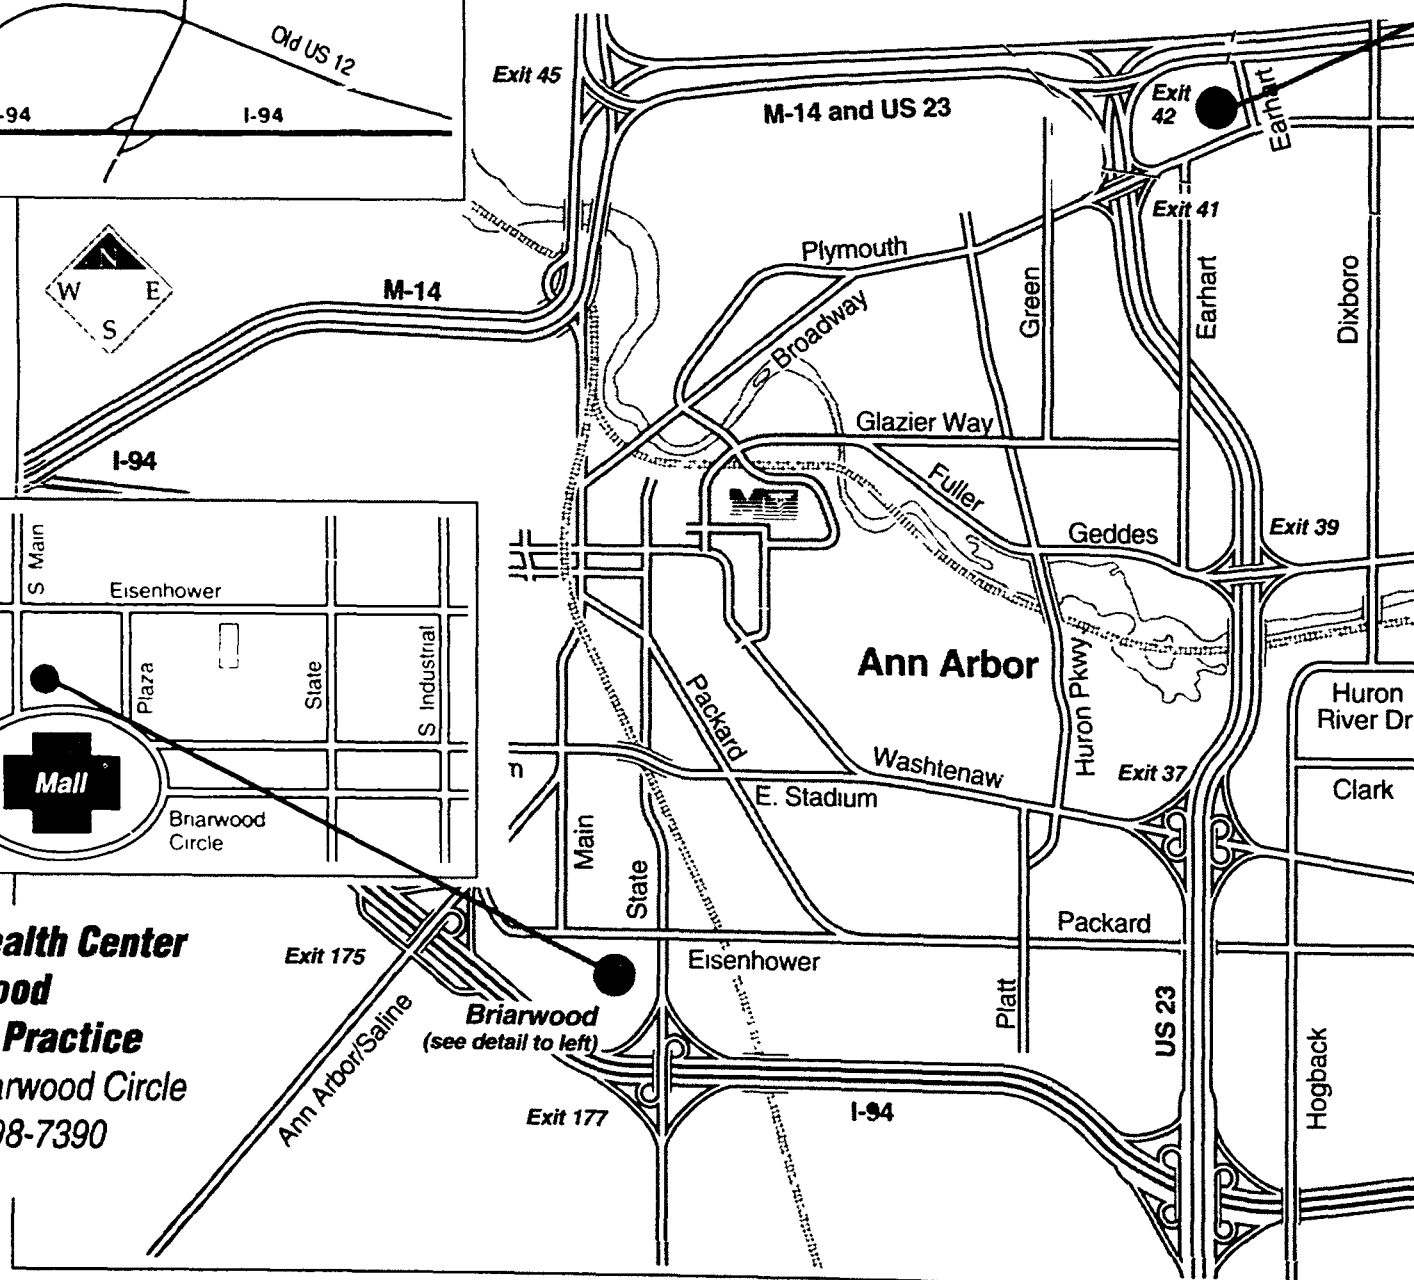 Old US 12
-94
I-94
Exit 45
M-14 and US 23
Exit
42
Earhart
Exit 41
N
W
E
S
M-14
Plymouth
Broadway
Green
Earhart
Dixboro
I-94
Glazier Way
Fuller
Geddes
Exit 39
S Main
Eisenhower
Plaza
State
S Industrial
Mall
Briarwood
Circle
Ann Arbor
Packard
Huron Pkwy
Huron
River Dr
Washtenaw
Exit 37
E. Stadium
Clark
Main
State
Packard
Eisenhower
Platt
US 23
Hogback
ealth Center
ood
Practice
arwood Circle
98-7390
Exit 175
Ann Arbor/Saline
Briarwood
(see detail to left)
Exit 177
I-94